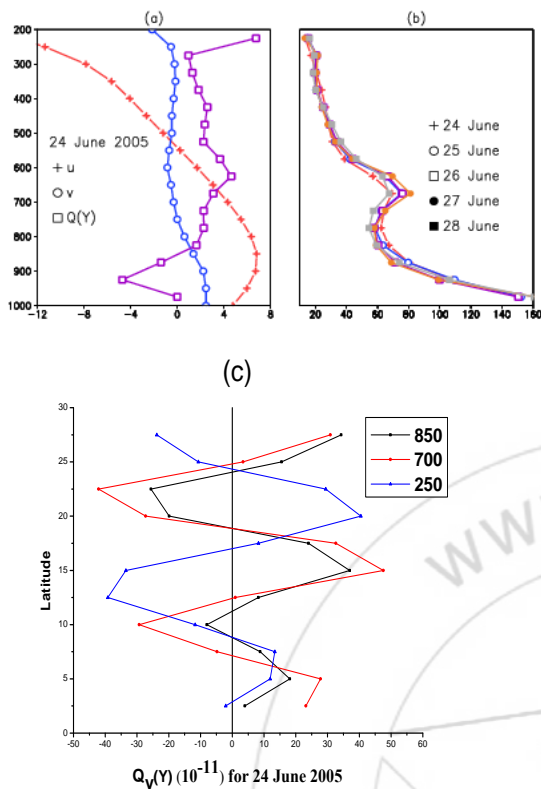 (a)
(b)
200
300
400
500
600
700
800
900
1000
-12 -8 -4 0 4 8
24 June 2005
u
v
Q(Y)
24 June
25 June
26 June
27 June
28 June
20 40 60 80 100 120 140 160
(c)
30
25
20
15
10
5
0
Latitude
850
700
250
-50 -40 -30 -20 -10 0 10 20 30 40 50 60
Qv(Y) (10-11) for 24 June 2005
WW